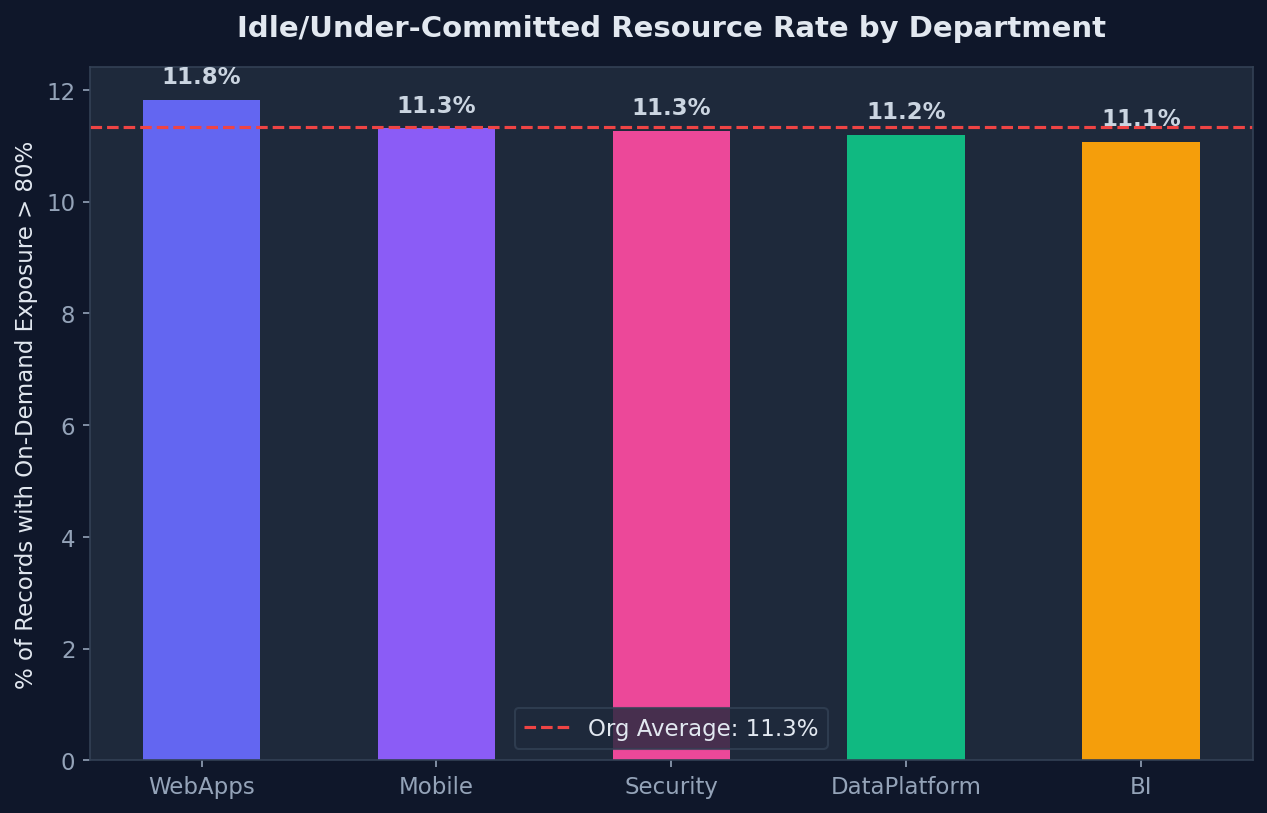 Idle/Under-Committed Resource Rate by Department
% of Records with On-Demand Exposure > 80%
12
10
8
6
4
2
0
11.8%
11.3%
11.3%
11.2%
11.1%
Org Average: 11.3%
WebApps
Mobile
Security
DataPlatform
BI